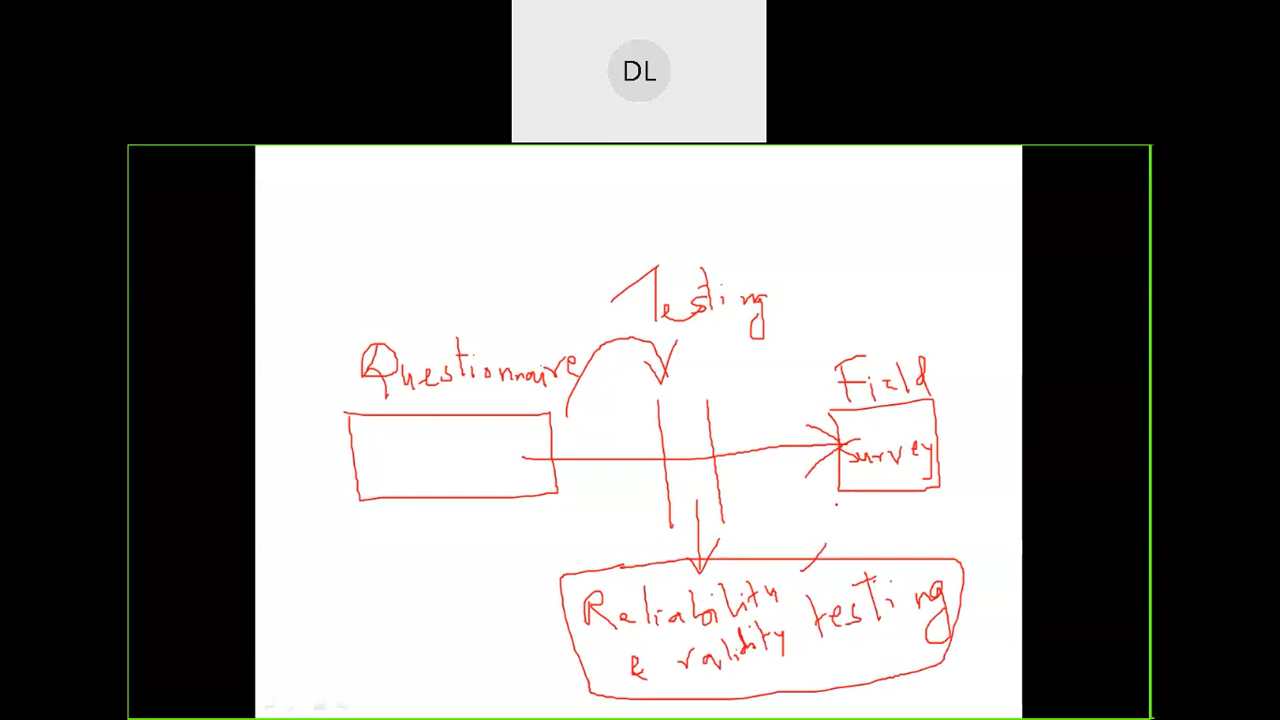 DL
Testing
Questionnaire
Field
survey
Reliability
& validity testing